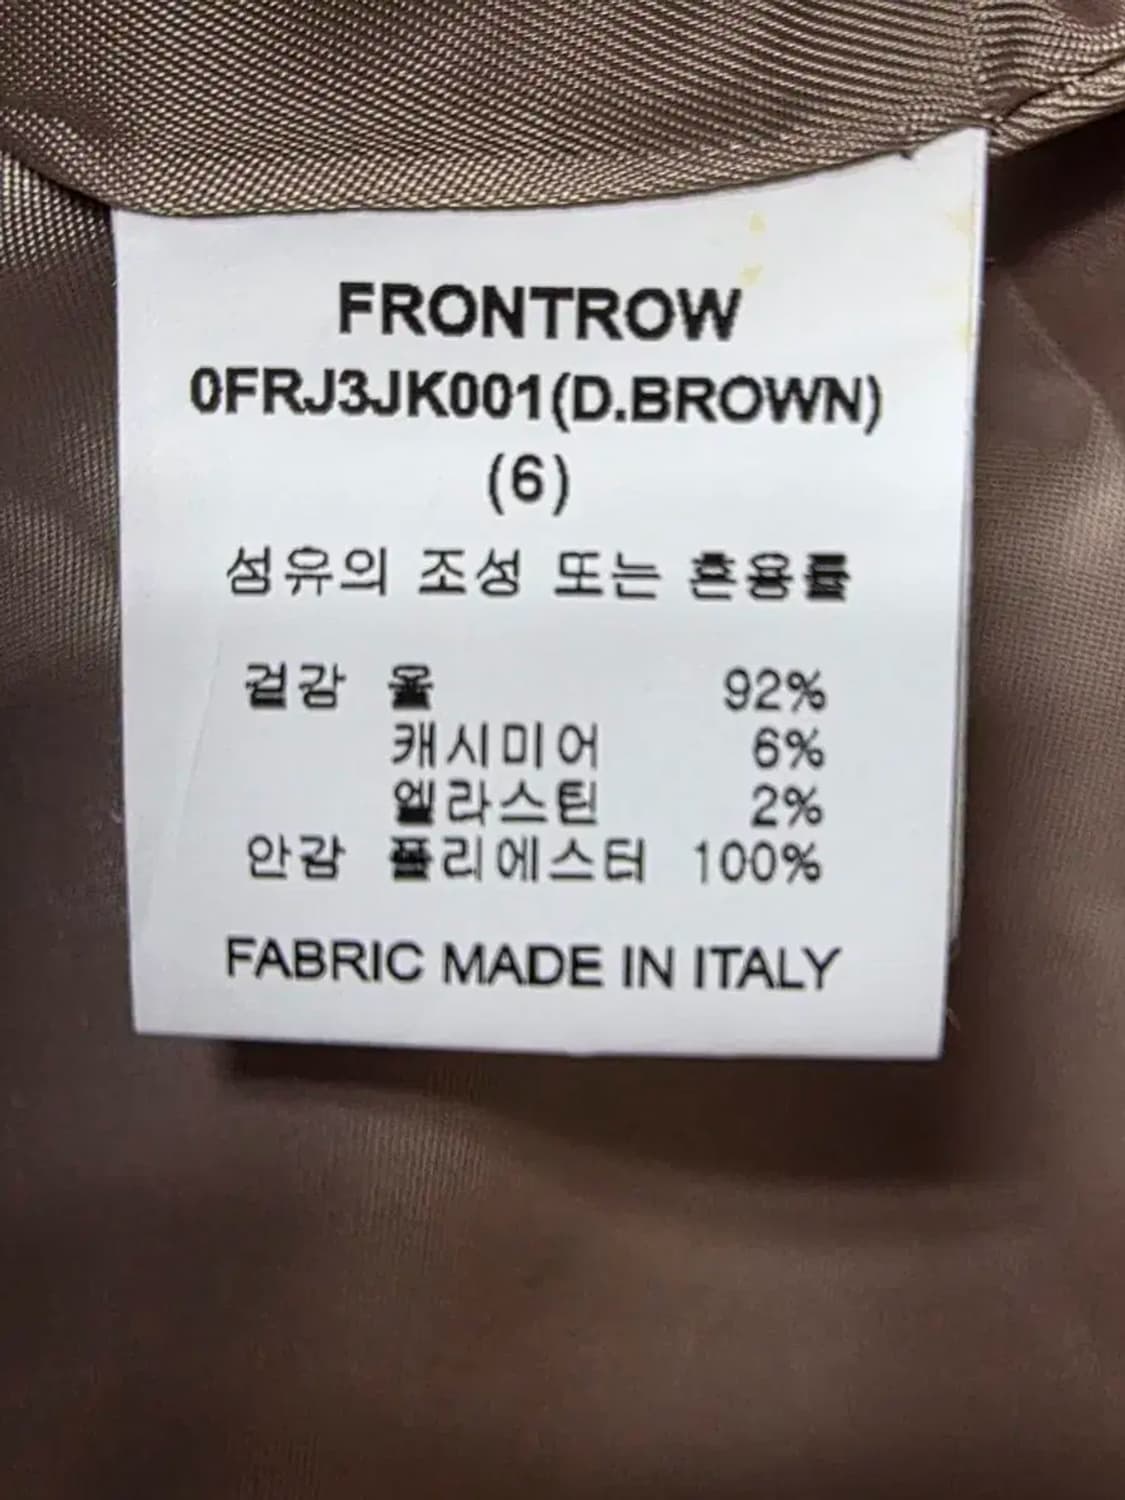 FRONTROW
0FRJ3JK001(D.BROWN)
(6)
섬유의 조성 또는 혼용률
겉감 울 92%
캐시미어 6%
엘라스틴 2%
안감 폴리에스터 100%
FABRIC MADE IN ITALY